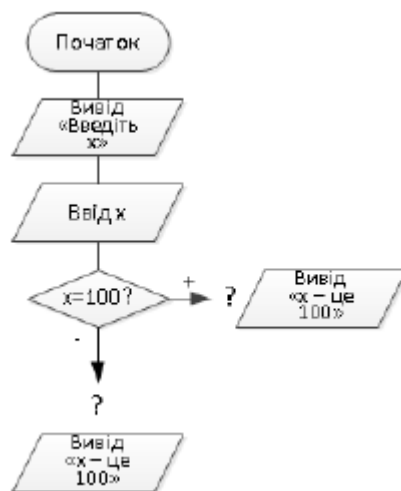 Початок
Вивід
«Введіть
х»
Ввід х
х=100?
+
-
?
Вивід
«х – це
100»
?
Вивід
«х – це
100»